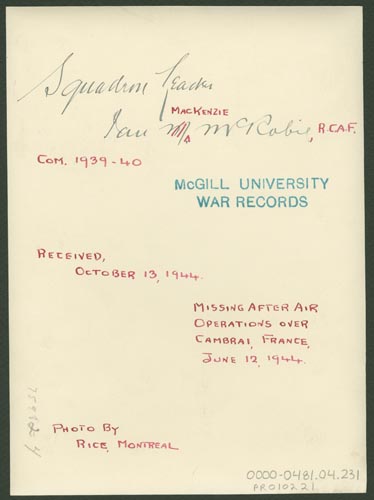 Squadron Leader
MACKENZIE
Ian M. McRobie, R.C.A.F.
COM. 1939-40
McGILL UNIVERSITY
WAR RECORDS
RECEIVED,
OCTOBER 13, 1944.
MISSING AFTER AIR
OPERATIONS OVER
CAMBRAI, FRANCE,
JUNE 12, 1944.
PHOTO BY
RICE, MONTREAL
0000-0481.04.231
PR010221